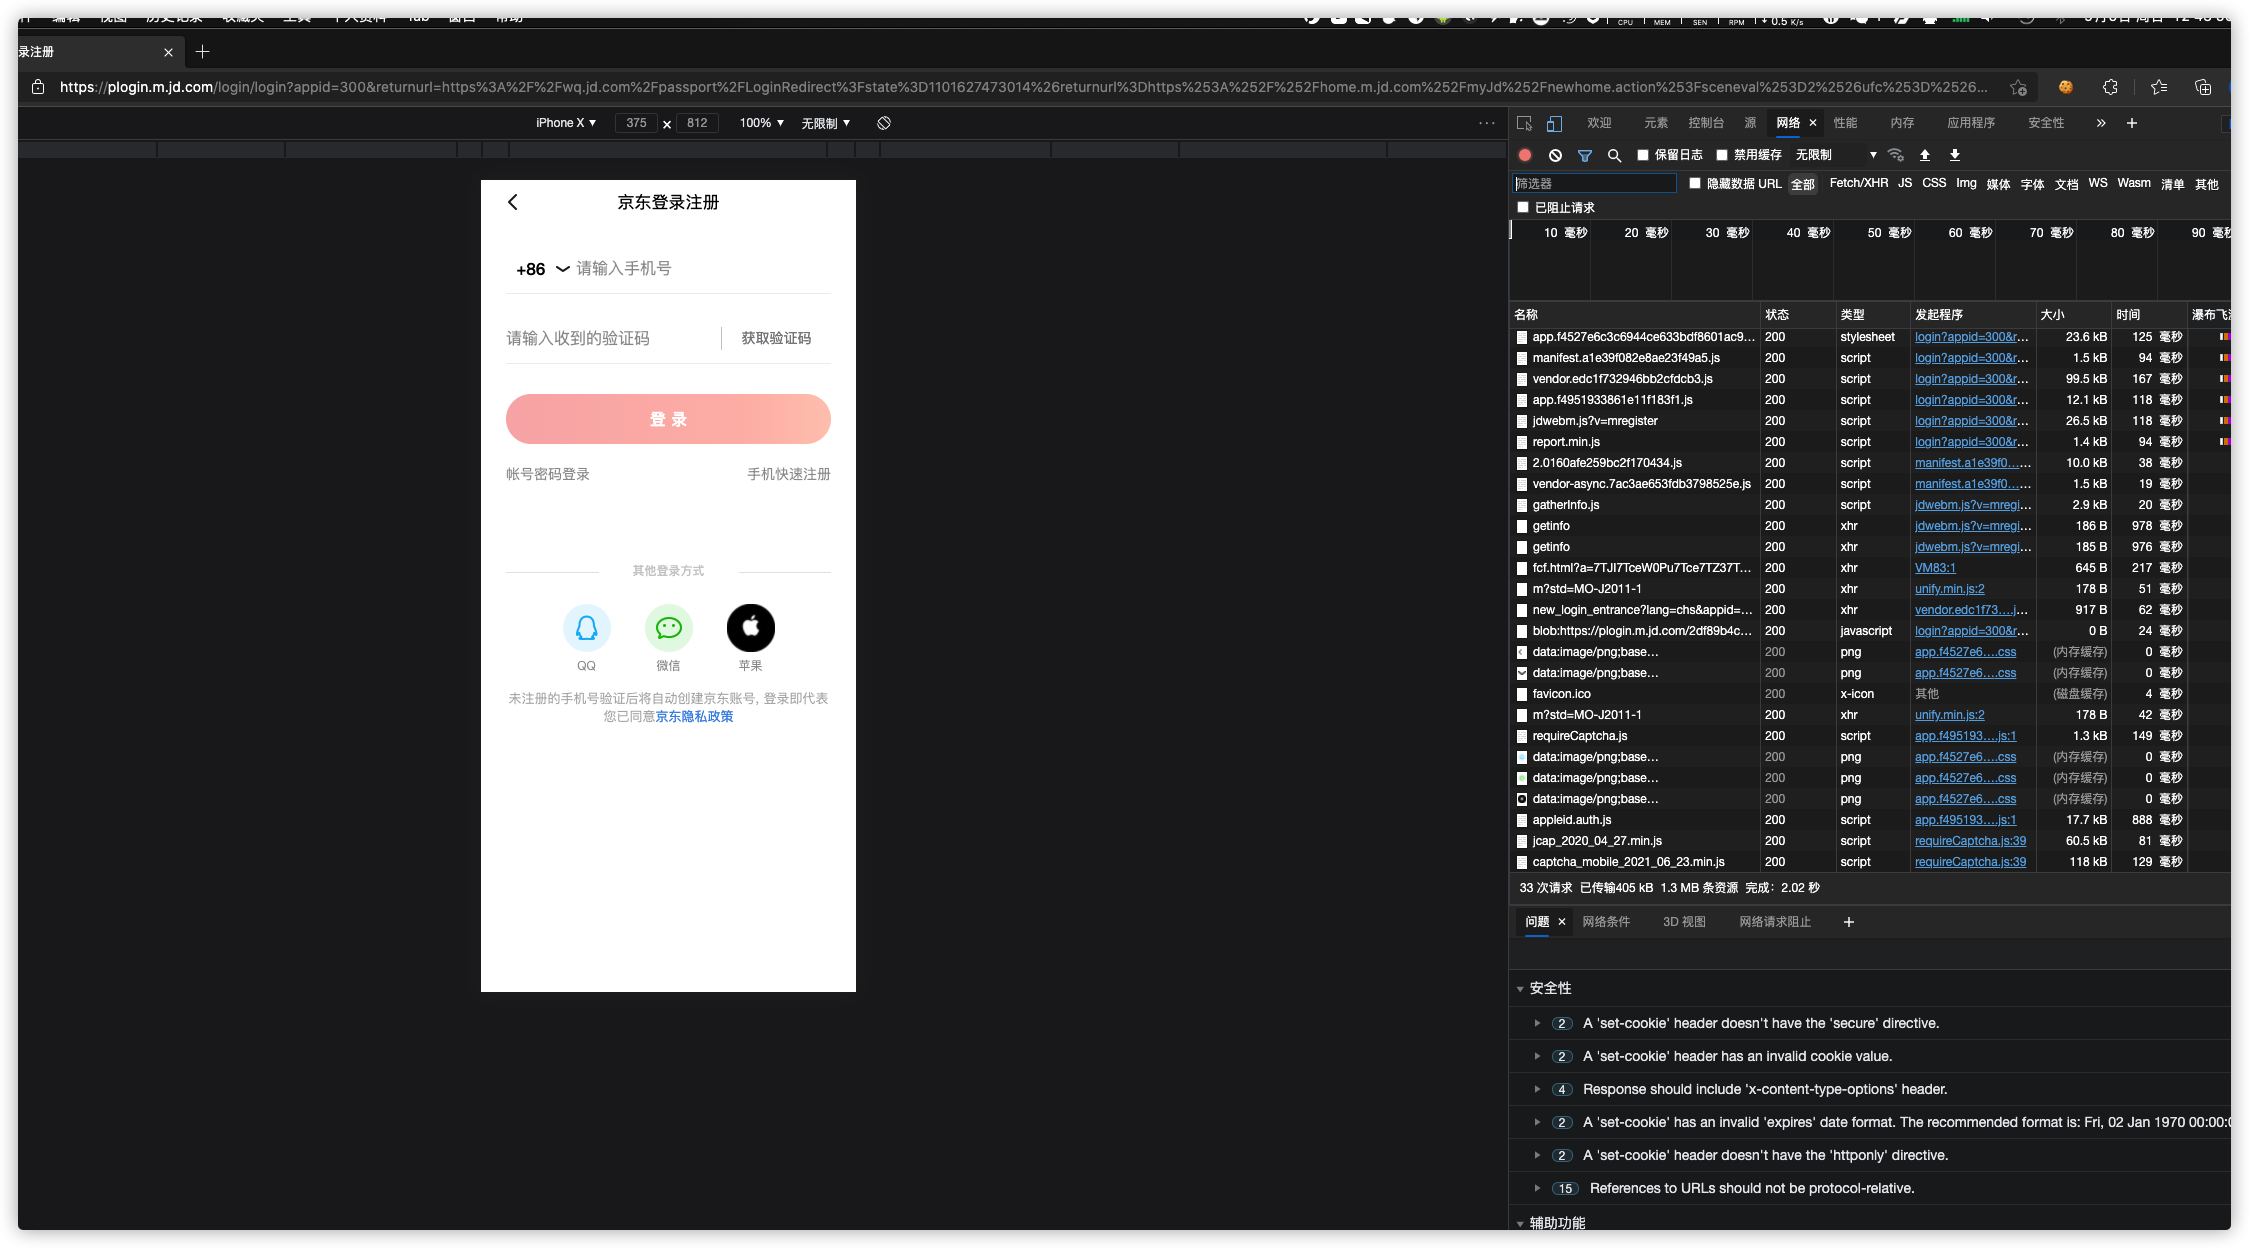 编辑 视图 历史记录 收藏夹 工具 个人资料 Tab 窗口 帮助
CPU MEM SEN RPM 0.5 K/s
录注册
https://plogin.m.jd.com/login/login?appid=300&returnurl=https%3A%2F%2Fwq.jd.com%2Fpassport%2FLoginRedirect%3Fstate%3D1101627473014%26returnurl%3Dhttps%253A%252F%252Fhome.m.jd.com%252FmyJd%252Fnewhome.action%253Fsceneval%253D2%2526ufc%253D%2526...
iPhone X ▼ 375 × 812 100% ▼ 无限制 ▼
京东登录注册
+86 请输入手机号
请输入收到的验证码 获取验证码
登 录
帐号密码登录 手机快速注册
其他登录方式
QQ 微信 苹果
未注册的手机号验证后将自动创建京东账号, 登录即代表
您已同意京东隐私政策
欢迎 元素 控制台 源 网络 × 性能 内存 应用程序 安全性 » +
保留日志 禁用缓存 无限制 ▼
筛选器 隐藏数据 URL 全部 Fetch/XHR JS CSS Img 媒体 字体 文档 WS Wasm 清单 其他
已阻止请求
10 毫秒 20 毫秒 30 毫秒 40 毫秒 50 毫秒 60 毫秒 70 毫秒 80 毫秒 90 毫秒
名称 状态 类型 发起程序 大小 时间 瀑布
app.f4527e6c3c6944ce633bdf8601ac9... 200 stylesheet login?appid=300&r... 23.6 kB 125 毫秒
manifest.a1e39f082e8ae23f49a5.js 200 script login?appid=300&r... 1.5 kB 94 毫秒
vendor.edc1f732946bb2cfdcb3.js 200 script login?appid=300&r... 99.5 kB 167 毫秒
app.f4951933861e11f183f1.js 200 script login?appid=300&r... 12.1 kB 118 毫秒
jdwebm.js?v=mregister 200 script login?appid=300&r... 26.5 kB 118 毫秒
report.min.js 200 script login?appid=300&r... 1.4 kB 94 毫秒
2.0160afe259bc2f170434.js 200 script manifest.a1e39f0..... 10.0 kB 38 毫秒
vendor-async.7ac3ae653fdb3798525e.js 200 script manifest.a1e39f0..... 1.5 kB 19 毫秒
gatherInfo.js 200 script jdwebm.js?v=mregi... 2.9 kB 20 毫秒
getinfo 200 xhr jdwebm.js?v=mregi... 186 B 978 毫秒
getinfo 200 xhr jdwebm.js?v=mregi... 185 B 976 毫秒
fcf.html?a=7TJI7TceW0Pu7Tce7TZ37T... 200 xhr VM83:1 645 B 217 毫秒
m?std=MO-J2011-1 200 xhr unify.min.js:2 178 B 51 毫秒
new_login_entrance?lang=chs&appid=... 200 xhr vendor.edc1f73....j... 917 B 62 毫秒
blob:https://plogin.m.jd.com/2df89b4c... 200 javascript login?appid=300&r... 0 B 24 毫秒
data:image/png;base... 200 png app.f4527e6....css (内存缓存) 0 毫秒
data:image/png;base... 200 png app.f4527e6....css (内存缓存) 0 毫秒
favicon.ico 200 x-icon 其他 (磁盘缓存) 4 毫秒
m?std=MO-J2011-1 200 xhr unify.min.js:2 178 B 42 毫秒
requireCaptcha.js 200 script app.f495193....js:1 1.3 kB 149 毫秒
data:image/png;base... 200 png app.f4527e6....css (内存缓存) 0 毫秒
data:image/png;base... 200 png app.f4527e6....css (内存缓存) 0 毫秒
data:image/png;base... 200 png app.f4527e6....css (内存缓存) 0 毫秒
appleid.auth.js 200 script app.f495193....js:1 17.7 kB 888 毫秒
jcap_2020_04_27.min.js 200 script requireCaptcha.js:39 60.5 kB 81 毫秒
captcha_mobile_2021_06_23.min.js 200 script requireCaptcha.js:39 118 kB 129 毫秒
33 次请求 已传输405 kB 1.3 MB 条资源 完成: 2.02 秒
问题 × 网络条件 3D 视图 网络请求阻止 +
安全性
2 A 'set-cookie' header doesn't have the 'secure' directive.
2 A 'set-cookie' header has an invalid cookie value.
4 Response should include 'x-content-type-options' header.
2 A 'set-cookie' has an invalid 'expires' date format. The recommended format is: Fri, 02 Jan 1970 00:00:0
2 A 'set-cookie' header doesn't have the 'httponly' directive.
15 References to URLs should not be protocol-relative.
辅助功能